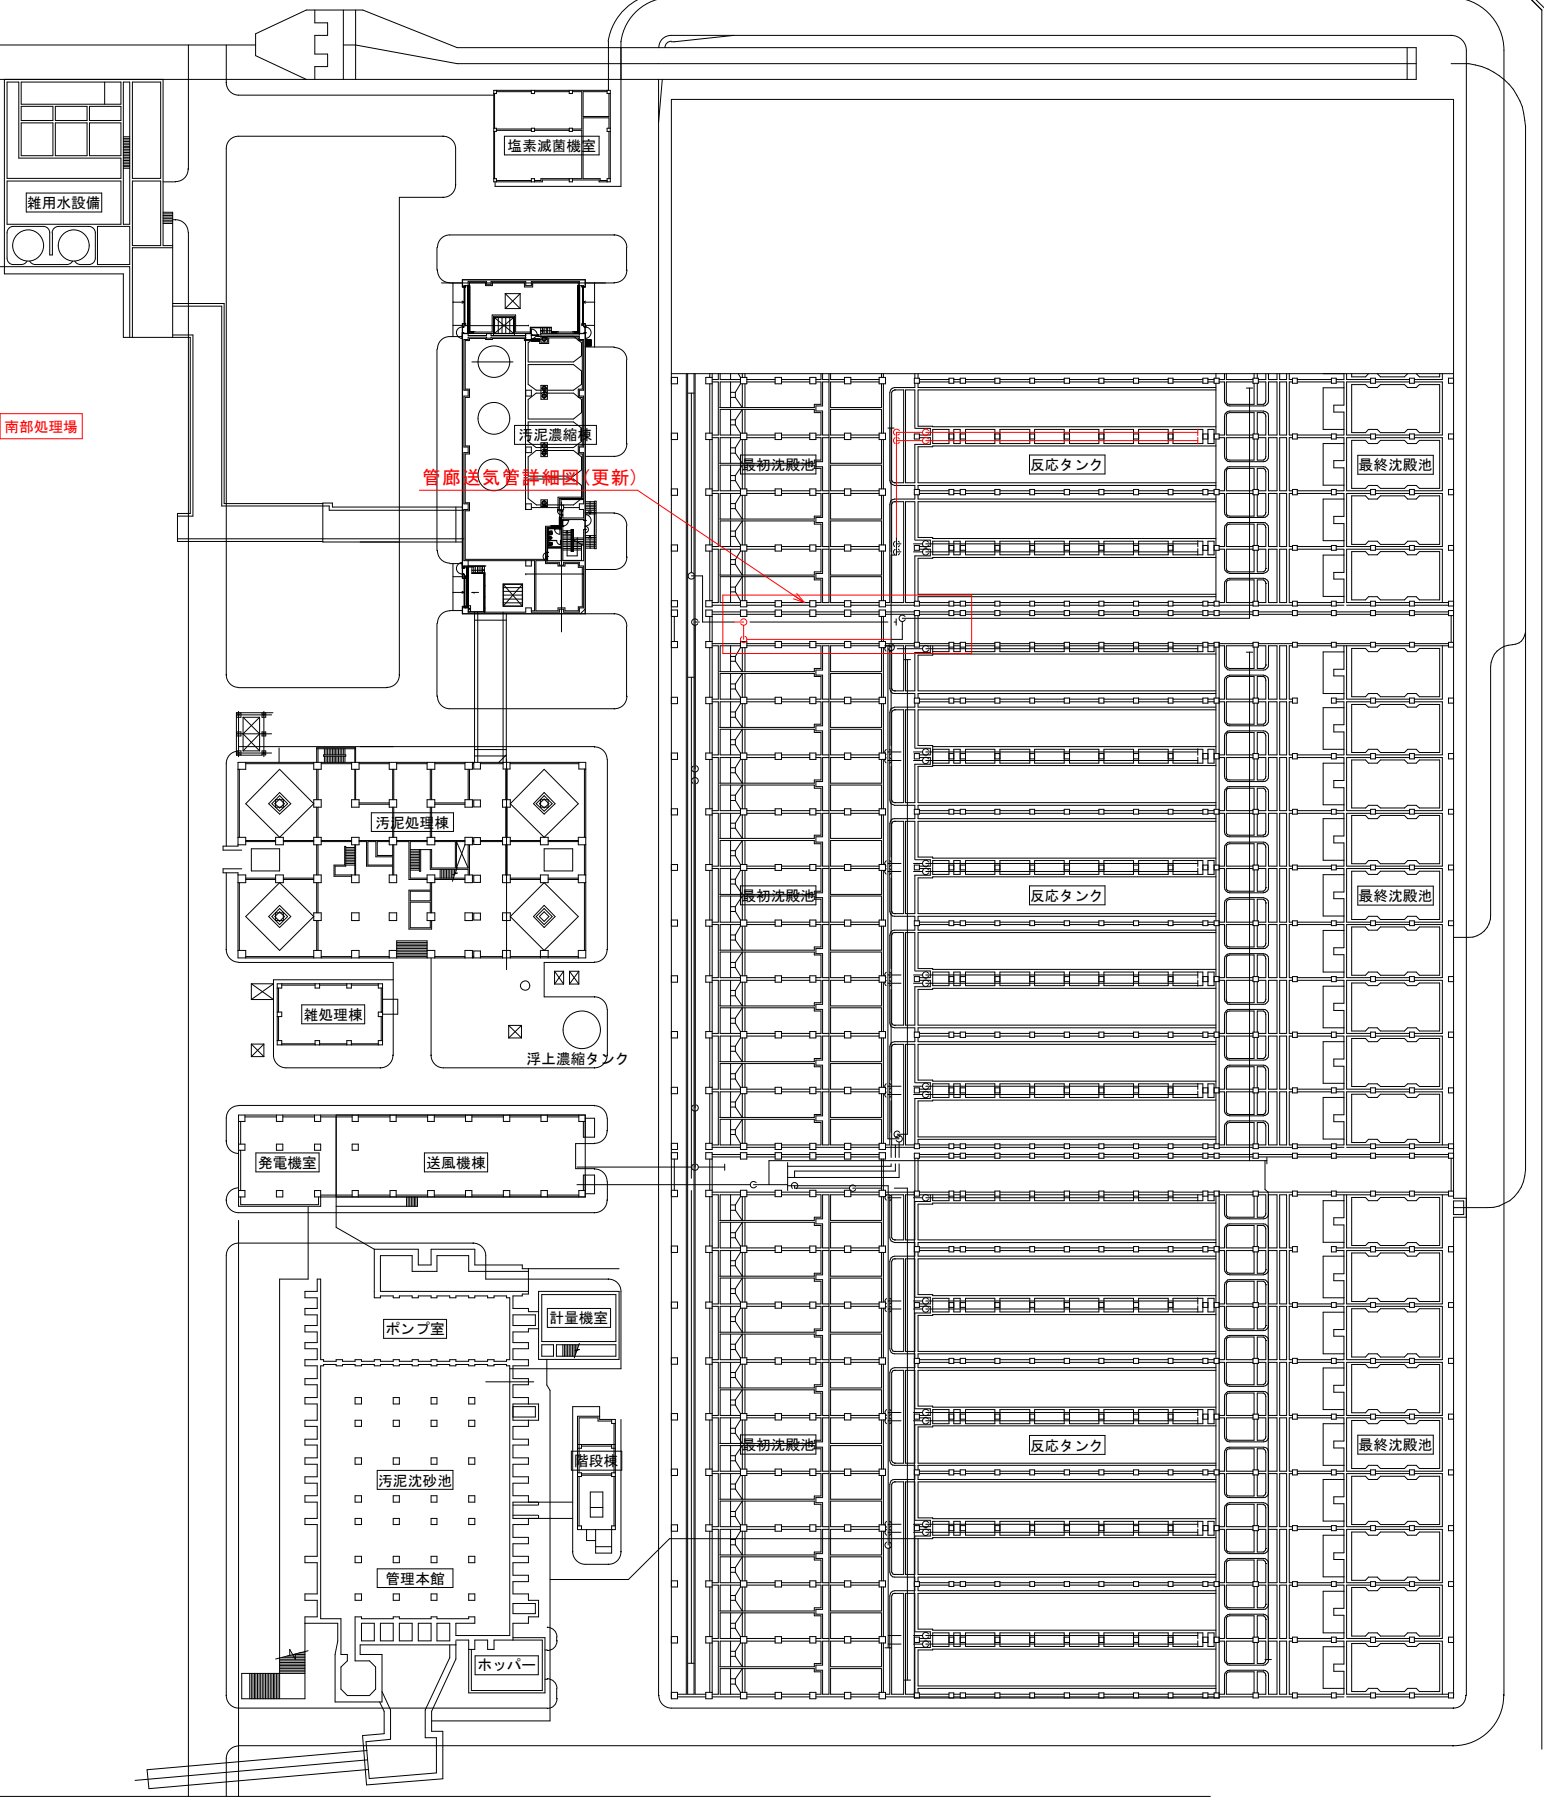 塩素滅菌機室
雑用水設備
南部処理場
汚泥濃縮棟
管廊送気管詳細図(更新)
最初沈殿池
反応タンク
最終沈殿池
汚泥処理棟
最初沈殿池
反応タンク
最終沈殿池
雑処理棟
浮上濃縮タンク
発電機室
送風機棟
ポンプ室
計量機室
最初沈殿池
反応タンク
最終沈殿池
階段棟
汚泥沈砂池
管理本館
ホッパー
N